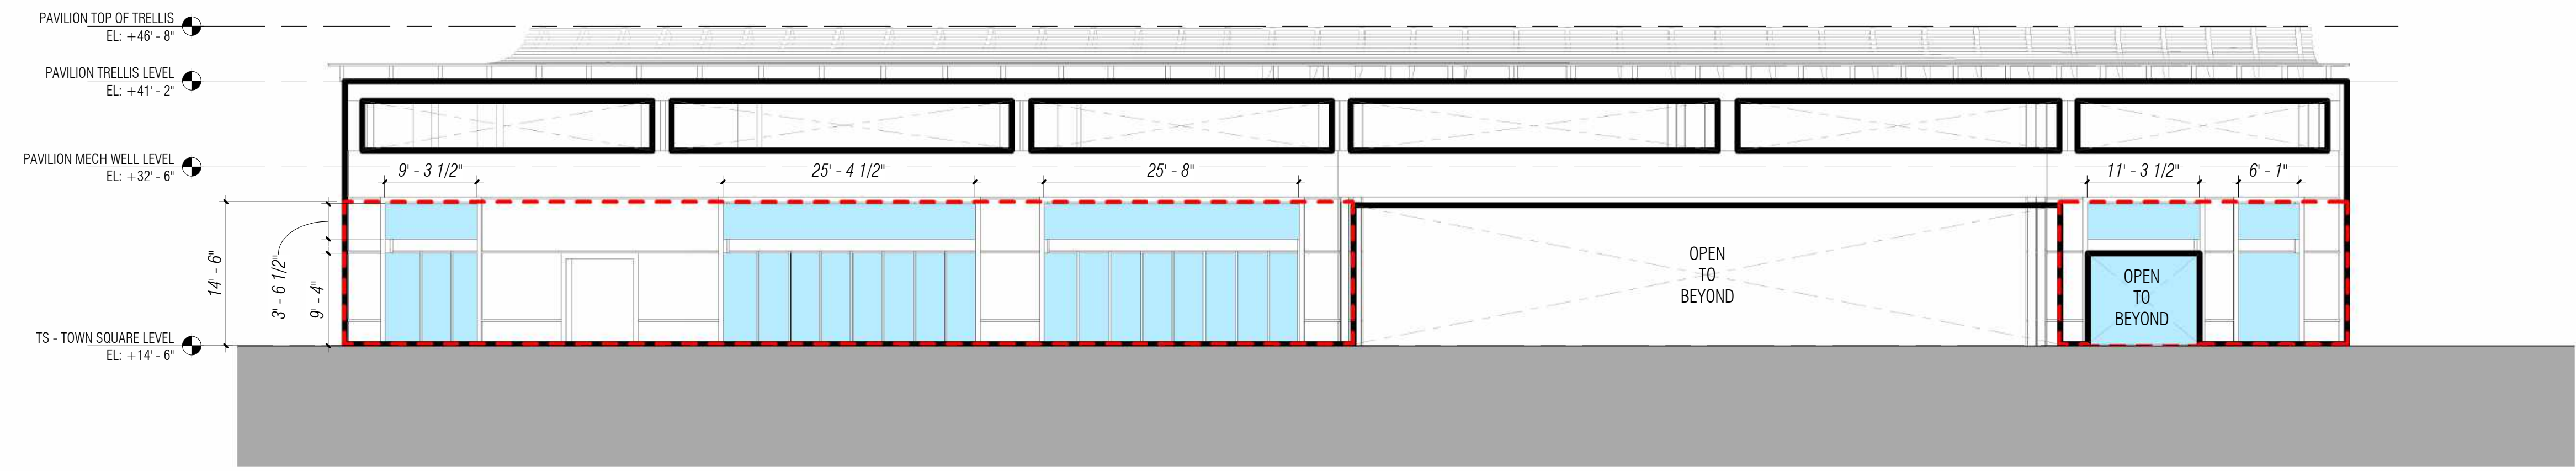 PAVILION TOP OF TRELLIS
EL: +46' - 8"
PAVILION TRELLIS LEVEL
EL: +41' - 2"
PAVILION MECH WELL LEVEL
EL: +32' - 6"
9' - 3 1/2"
25' - 4 1/2"
25' - 8"
11' - 3 1/2"
6' - 1"
14' - 6"
3' - 6 1/2"
9' - 4"
OPEN
TO
BEYOND
OPEN
TO
BEYOND
TS - TOWN SQUARE LEVEL
EL: +14' - 6"